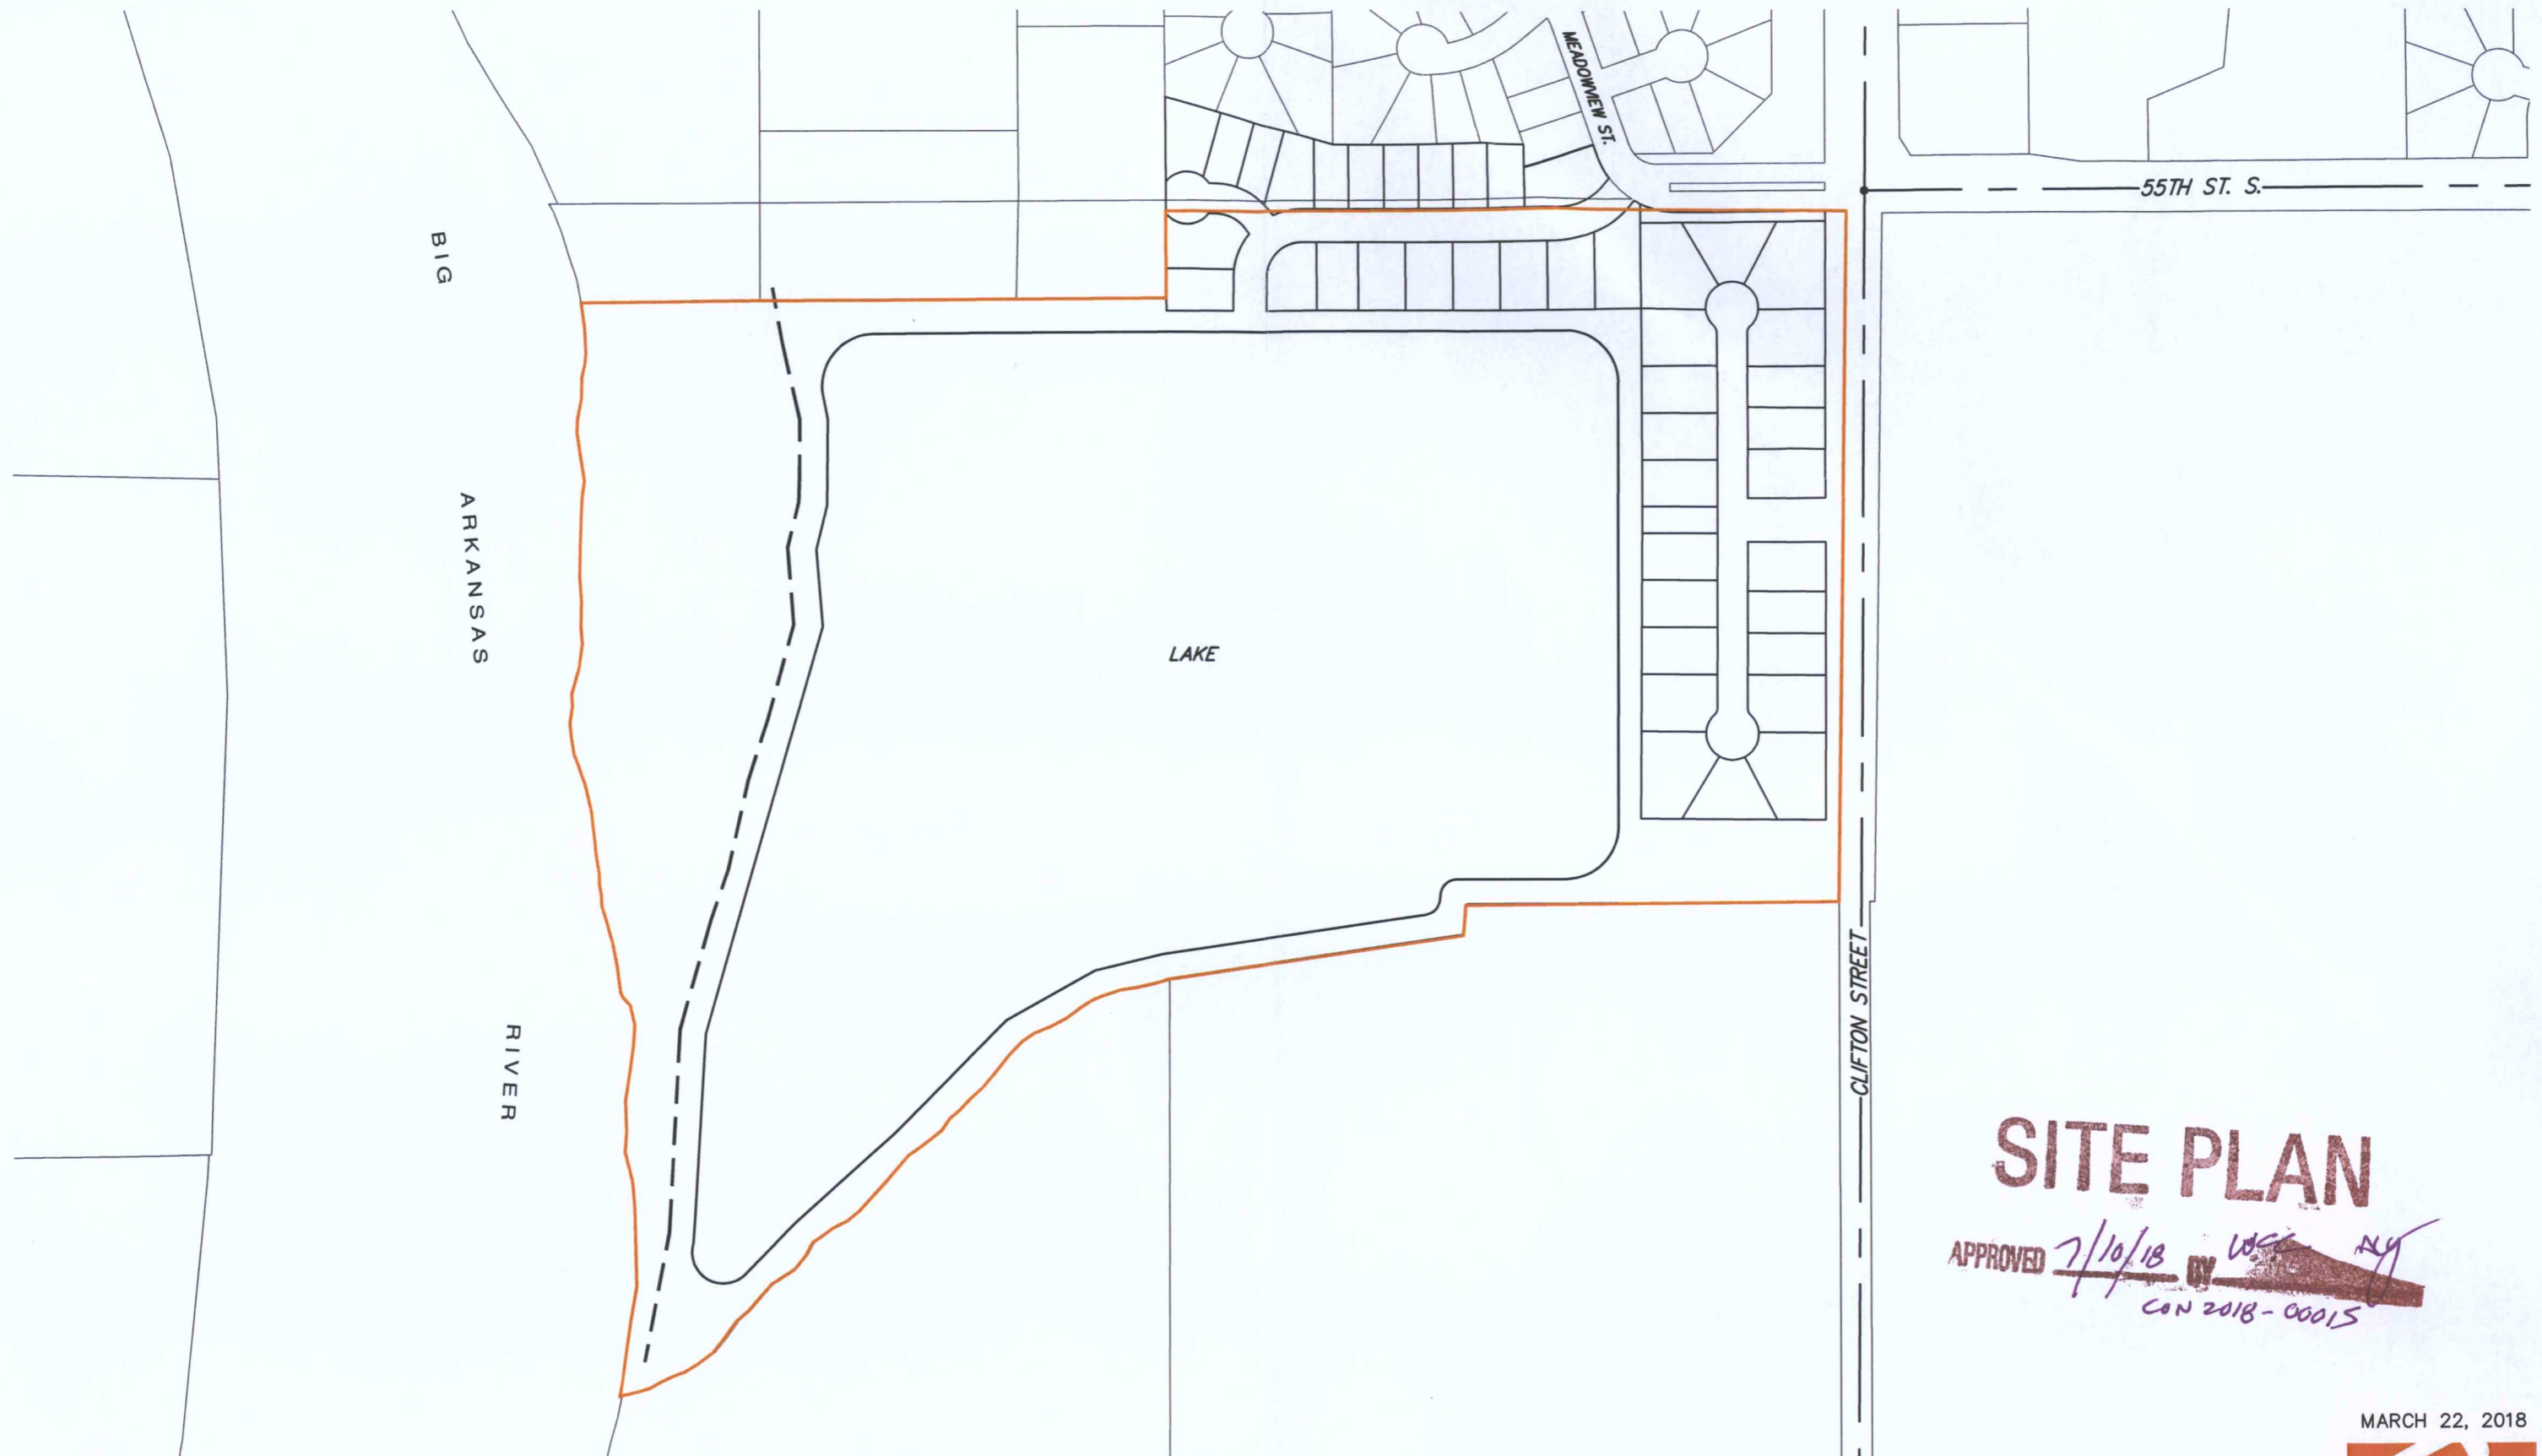 MEADOWVIEW ST.
55TH ST. S.
BIG
ARKANSAS
RIVER
LAKE
CLIFTON STREET
SITE PLAN
APPROVED 7/10/18 BY WCC
CON 2018-00015
MARCH 22, 2018